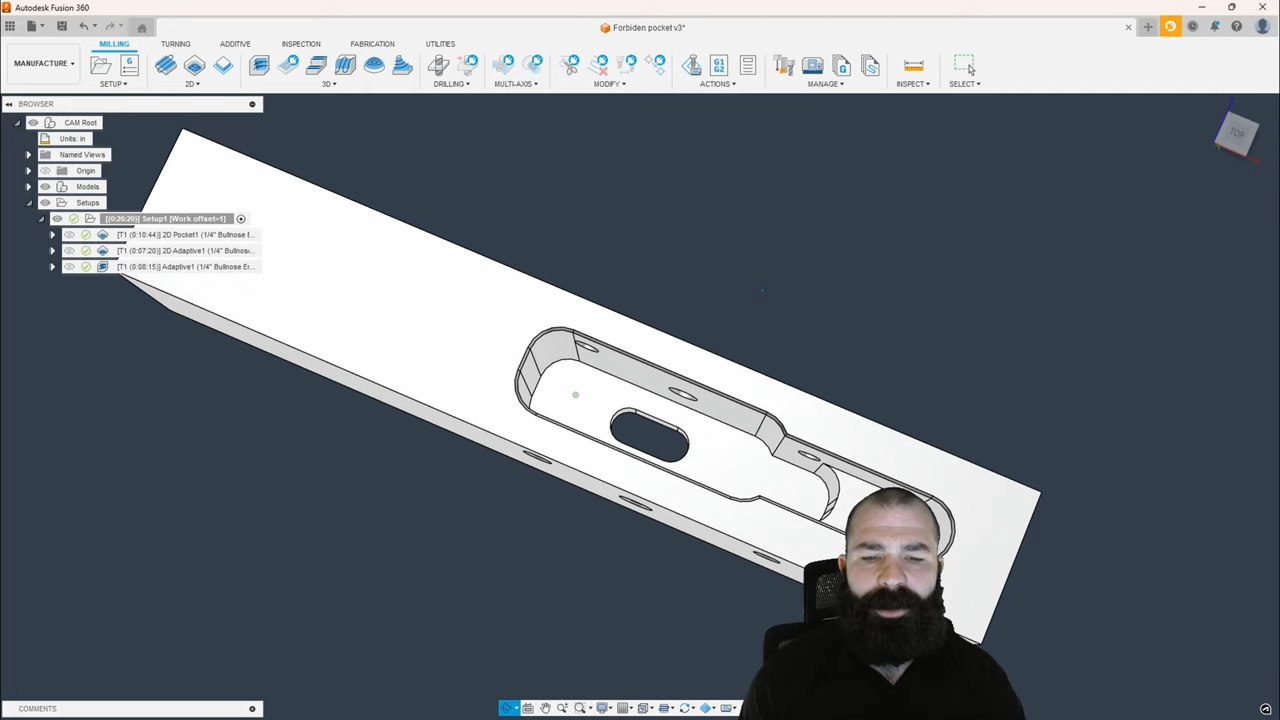 Autodesk Fusion 360
Forbiden pocket v3*
MILLING TURNING ADDITIVE INSPECTION FABRICATION UTILITIES
MANUFACTURE
SETUP 2D 3D DRILLING MULTI-AXIS MODIFY ACTIONS MANAGE INSPECT SELECT
G G1 G2 G
BROWSER
CAM Root
Units: in
Named Views
Origin
Models
Setups
[(0:26:20)] Setup1 [Work offset=1]
[T1 (0:10:44)] 2D Pocket1 (1/4" Bullnose E...
[T1 (0:07:20)] 2D Adaptive1 (1/4" Bullnos...
[T1 (0:08:15)] Adaptive1 (1/4" Bullnose En...
TOP
COMMENTS